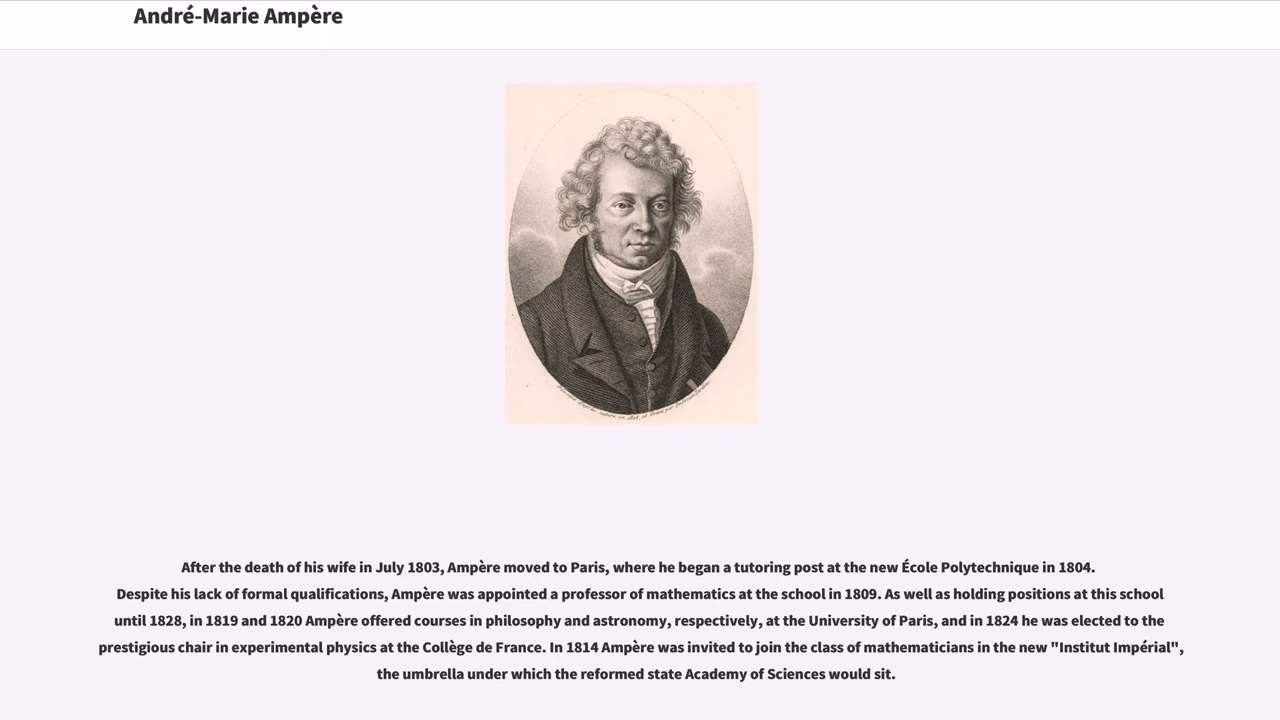 André-Marie Ampère
After the death of his wife in July 1803, Ampère moved to Paris, where he began a tutoring post at the new École Polytechnique in 1804.
Despite his lack of formal qualifications, Ampère was appointed a professor of mathematics at the school in 1809. As well as holding positions at this school
until 1828, in 1819 and 1820 Ampère offered courses in philosophy and astronomy, respectively, at the University of Paris, and in 1824 he was elected to the
prestigious chair in experimental physics at the Collège de France. In 1814 Ampère was invited to join the class of mathematicians in the new "Institut Impérial",
the umbrella under which the reformed state Academy of Sciences would sit.